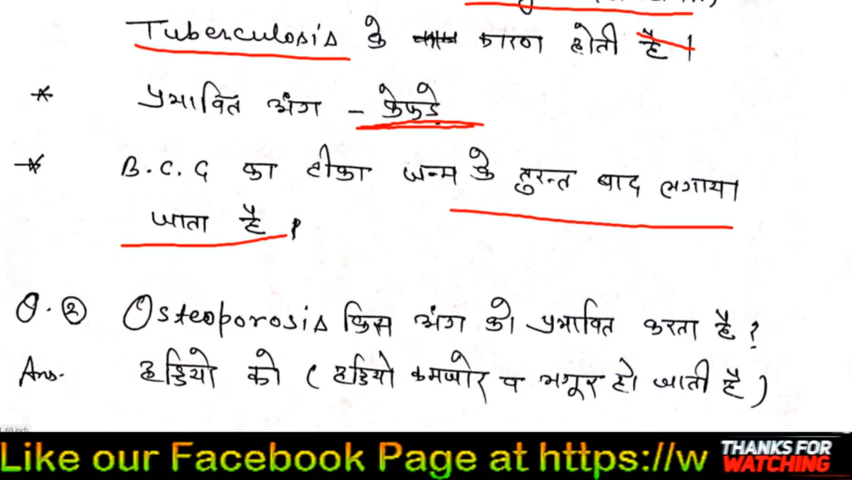 Tuberculosis के कारण होती है।
* प्रभावित अंग - फेफड़े
* B.C.G का टीका जन्म के तुरन्त बाद लगाया
जाता है।
Q.② Osteoporosis किस अंग को प्रभावित करता है?
Ans. हडियो को (हडियो कमजोर व भगूर हो जाती है)
Like our Facebook Page at https://w
THANKS FOR
WATCHING